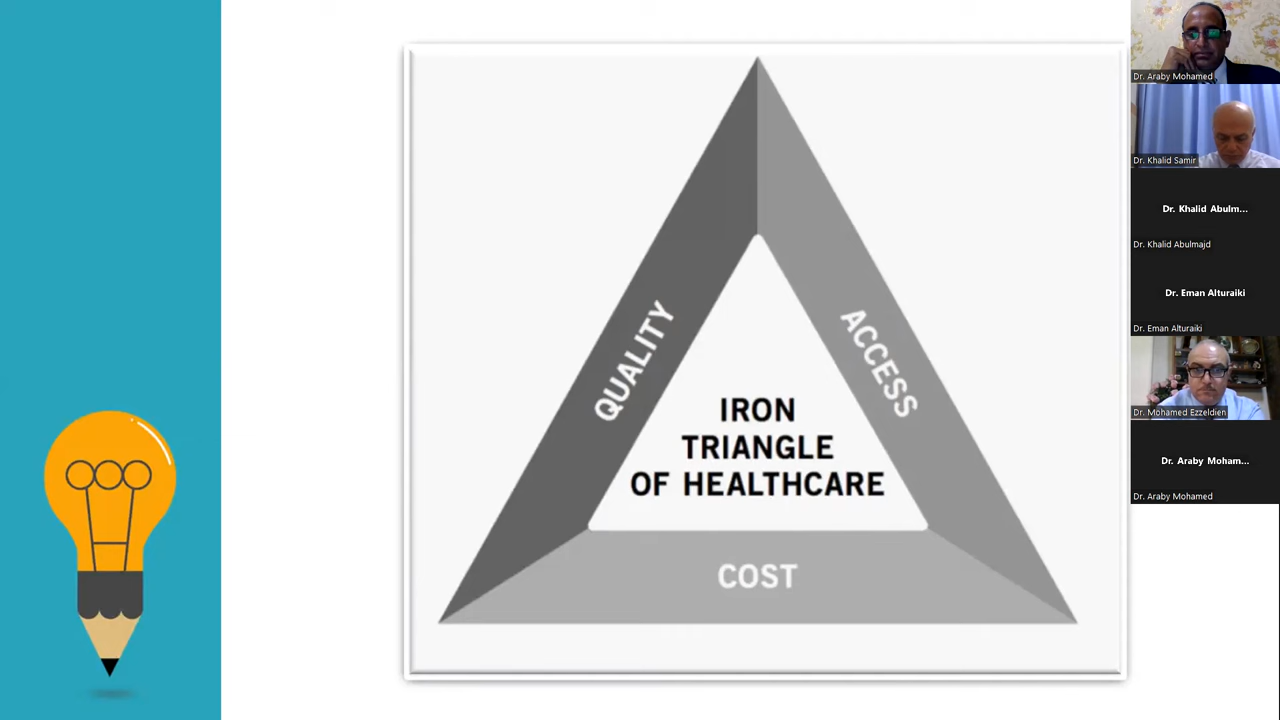 QUALITY
ACCESS
IRON
TRIANGLE
OF HEALTHCARE
COST
Dr. Araby Mohamed
Dr. Khalid Samir
Dr. Khalid Abulm...
Dr. Khalid Abulmajd
Dr. Eman Alturaiki
Dr. Eman Alturaiki
Dr. Mohamed Ezzeldien
Dr. Araby Moham...
Dr. Araby Mohamed